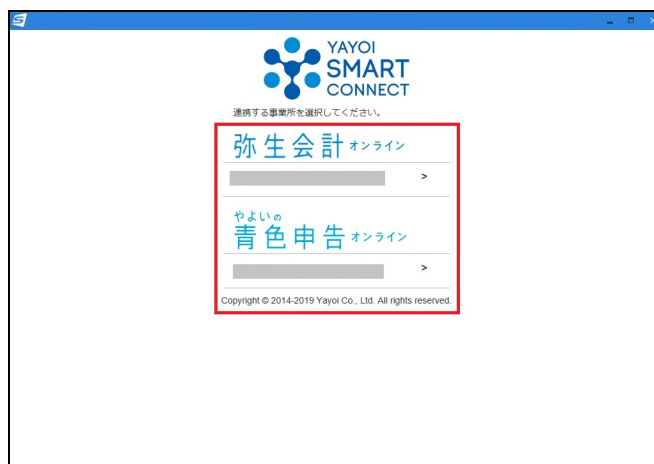 YAYOI
SMART
CONNECT
連携する事業所を選択してください。
弥生会計 オンライン
>
やよいの
青色申告 オンライン
>
Copyright © 2014-2019 Yayoi Co., Ltd. All rights reserved.